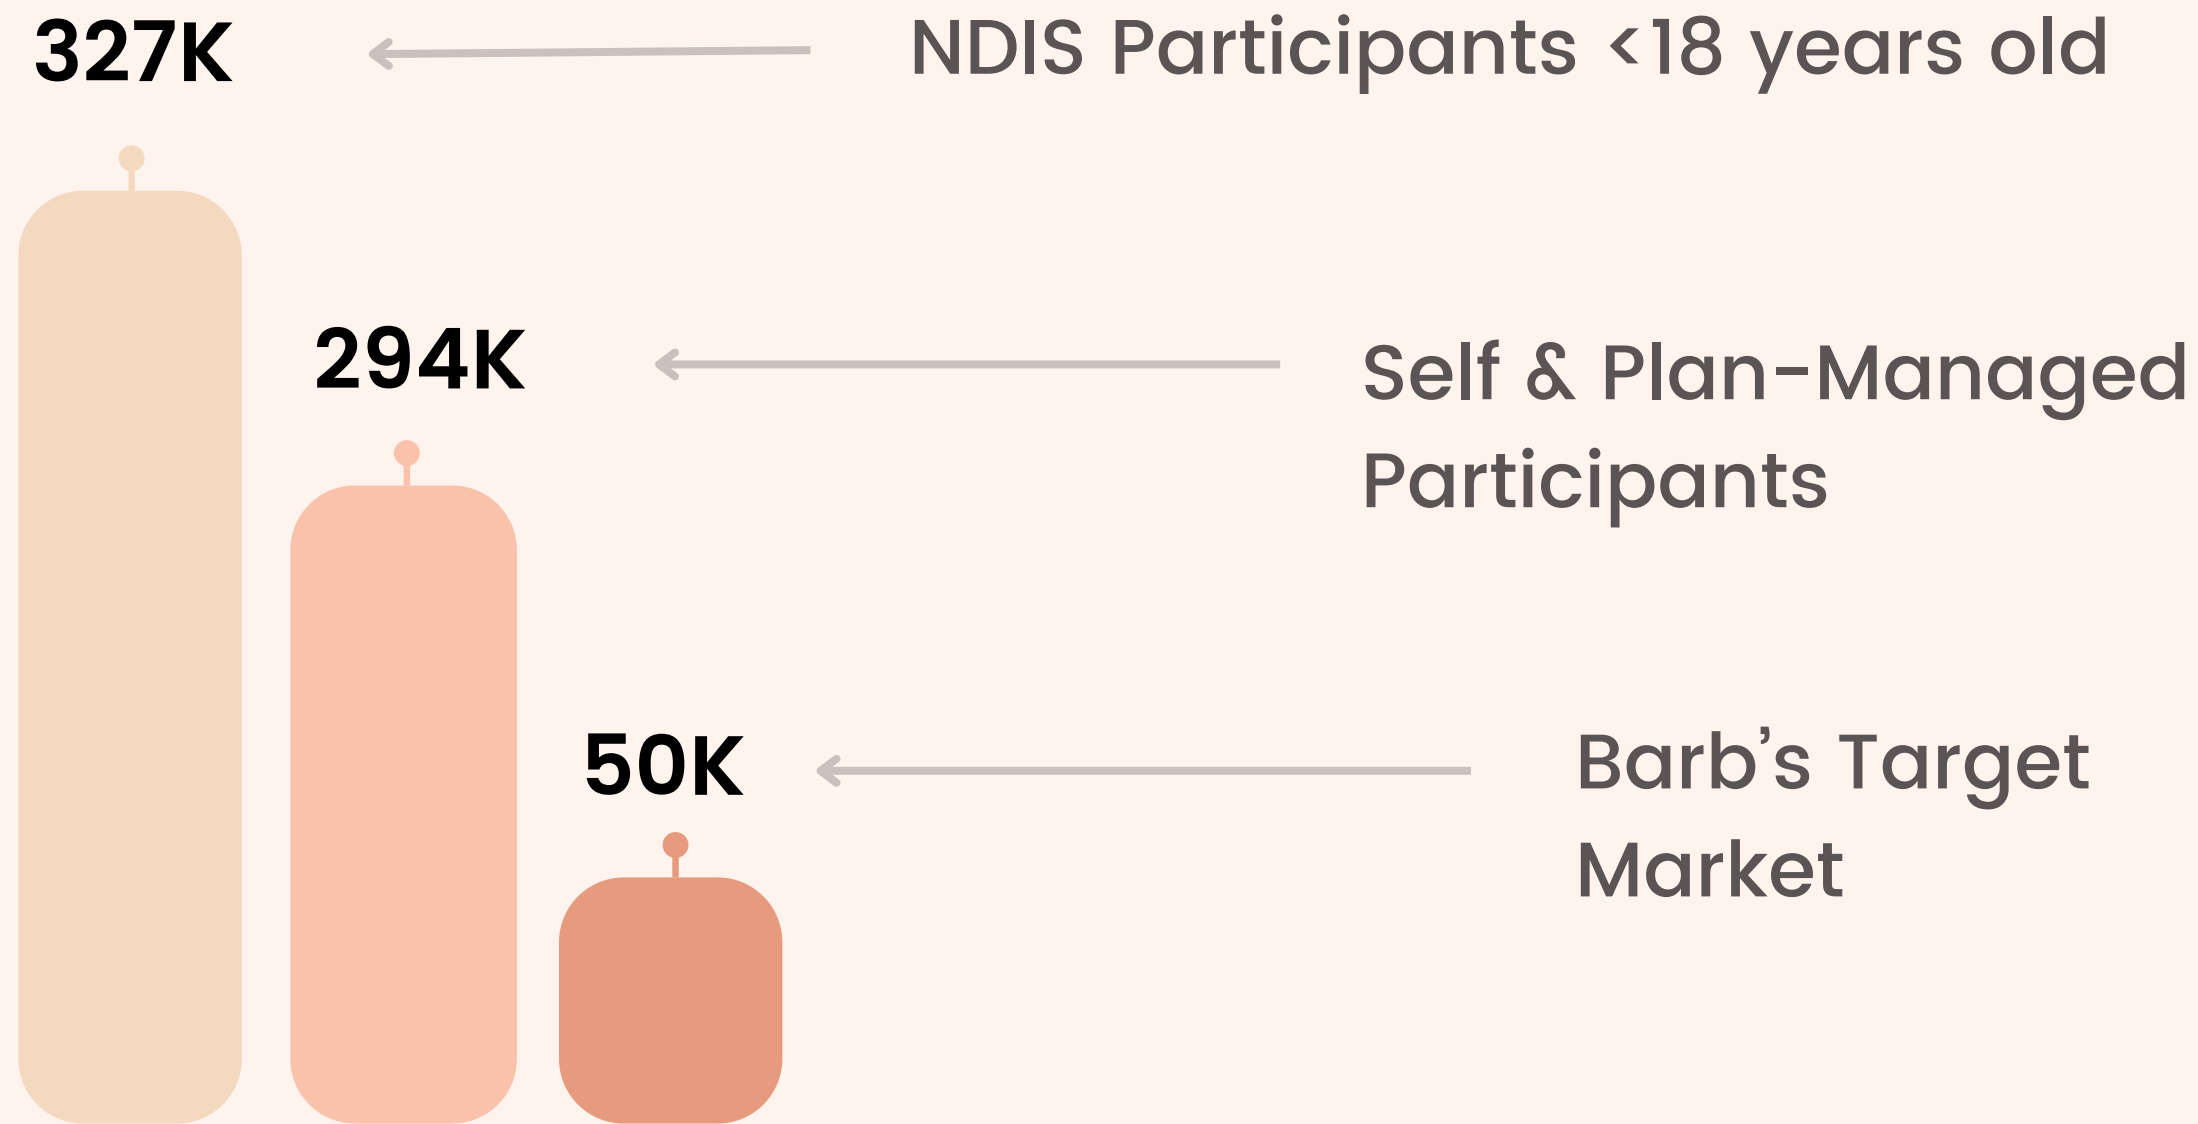 327K
NDIS Participants <18 years old
294K
Self & Plan-Managed
Participants
50K
Barb’s Target
Market